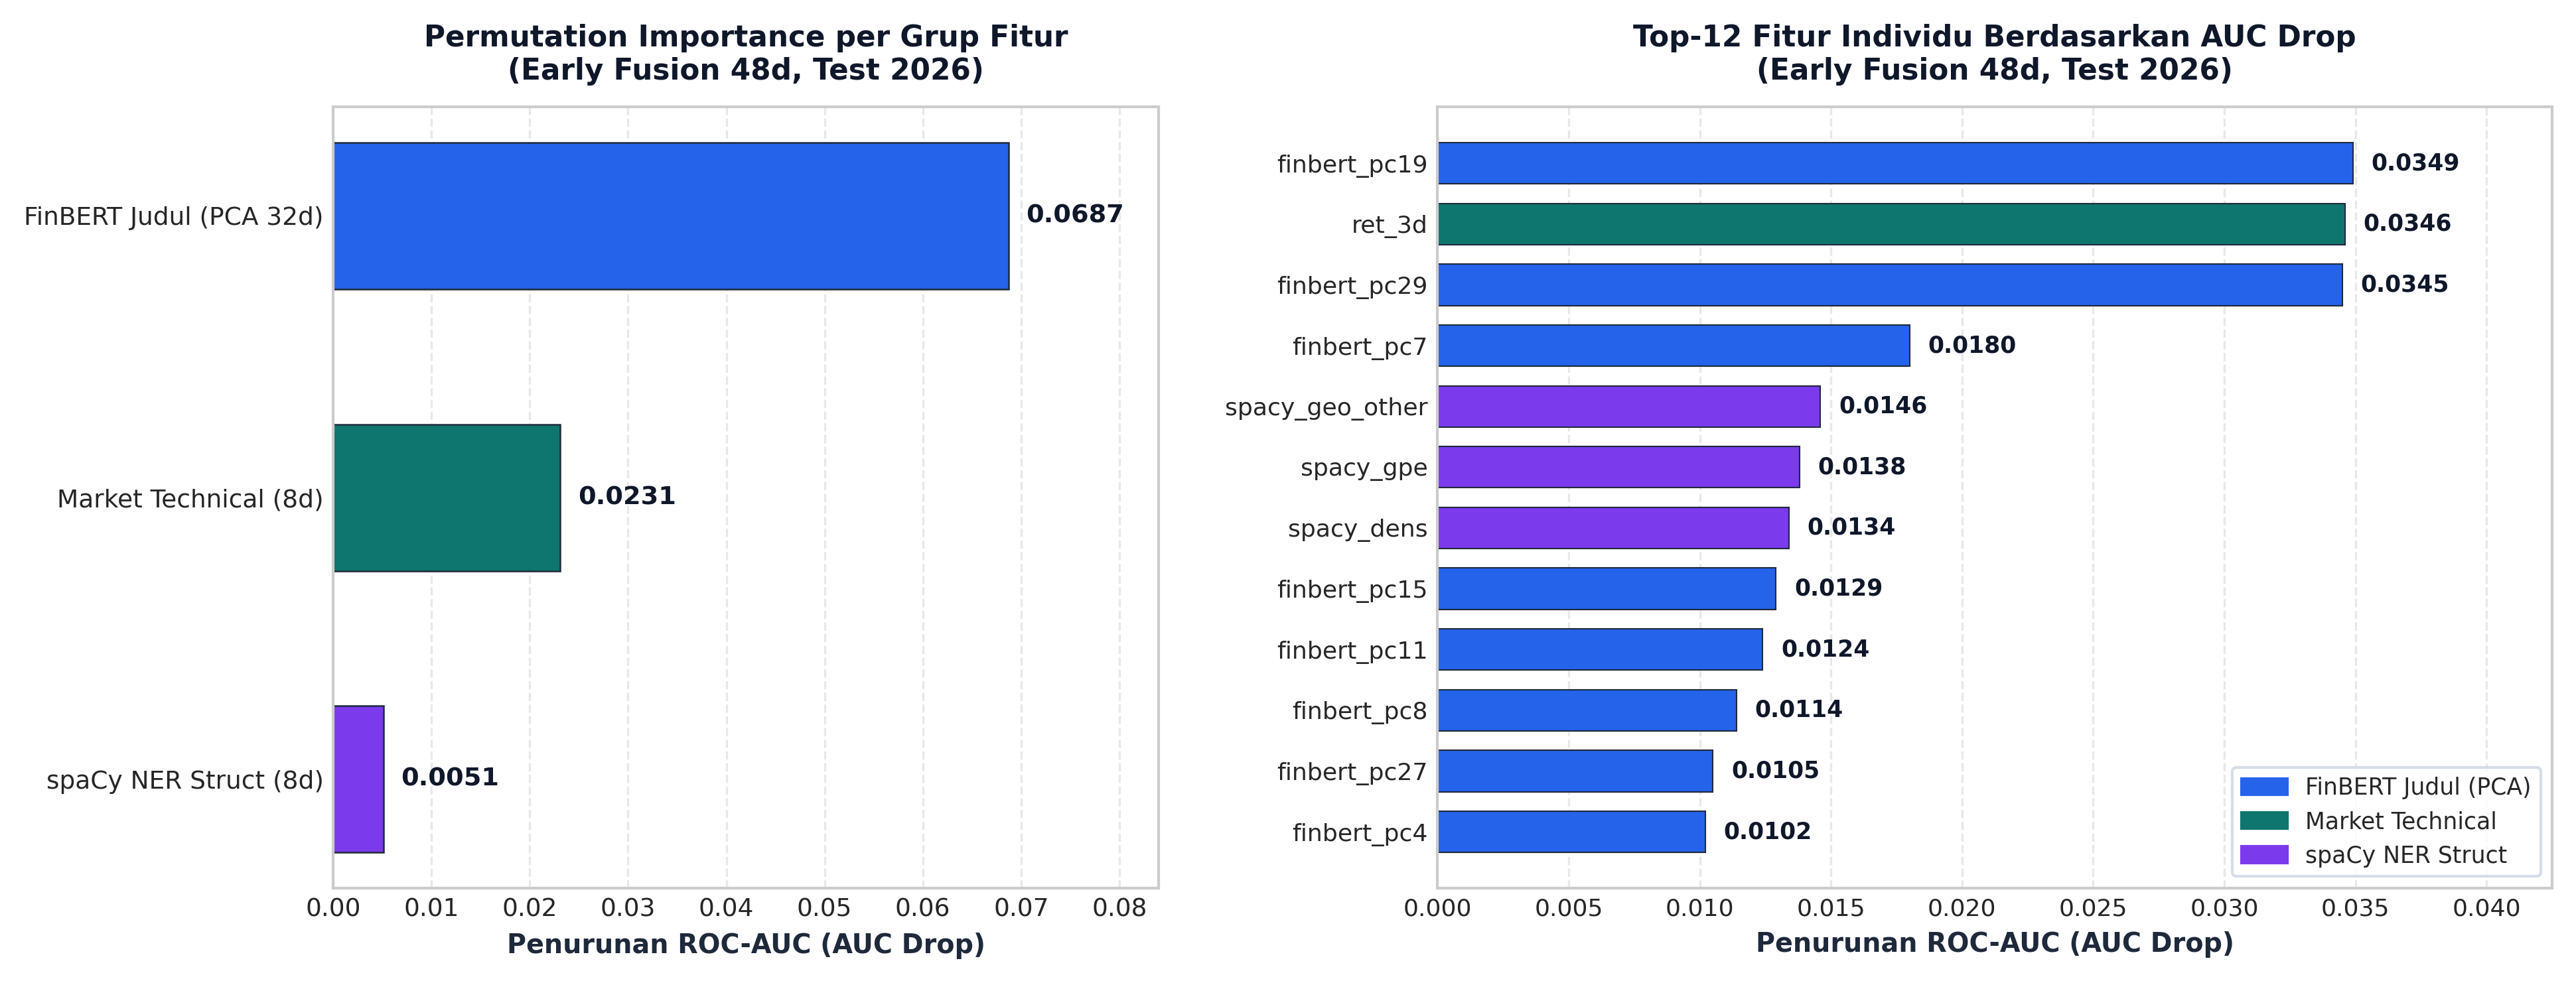 Permutation Importance per Grup Fitur
(Early Fusion 48d, Test 2026)
FinBERT Judul (PCA 32d)
0.0687
Market Technical (8d)
0.0231
spaCy NER Struct (8d)
0.0051
0.00 0.01 0.02 0.03 0.04 0.05 0.06 0.07 0.08
Penurunan ROC-AUC (AUC Drop)
Top-12 Fitur Individu Berdasarkan AUC Drop
(Early Fusion 48d, Test 2026)
finbert_pc19 0.0349
ret_3d 0.0346
finbert_pc29 0.0345
finbert_pc7 0.0180
spacy_geo_other 0.0146
spacy_gpe 0.0138
spacy_dens 0.0134
finbert_pc15 0.0129
finbert_pc11 0.0124
finbert_pc8 0.0114
finbert_pc27 0.0105
finbert_pc4 0.0102
FinBERT Judul (PCA)
Market Technical
spaCy NER Struct
0.000 0.005 0.010 0.015 0.020 0.025 0.030 0.035 0.040
Penurunan ROC-AUC (AUC Drop)